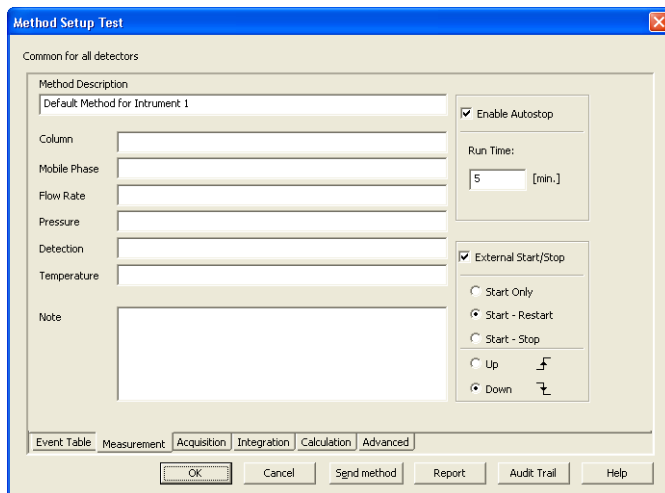 Method Setup Test
Common for all detectors
Method Description
Default Method for Intrument 1
Enable Autostop
Column
Run Time:
Mobile Phase
5 [min.]
Flow Rate
Pressure
Detection
External Start/Stop
Temperature
Start Only
Note
Start - Restart
Start - Stop
Up
Down
Event Table Measurement Acquisition Integration Calculation Advanced
OK Cancel Send method Report Audit Trail Help